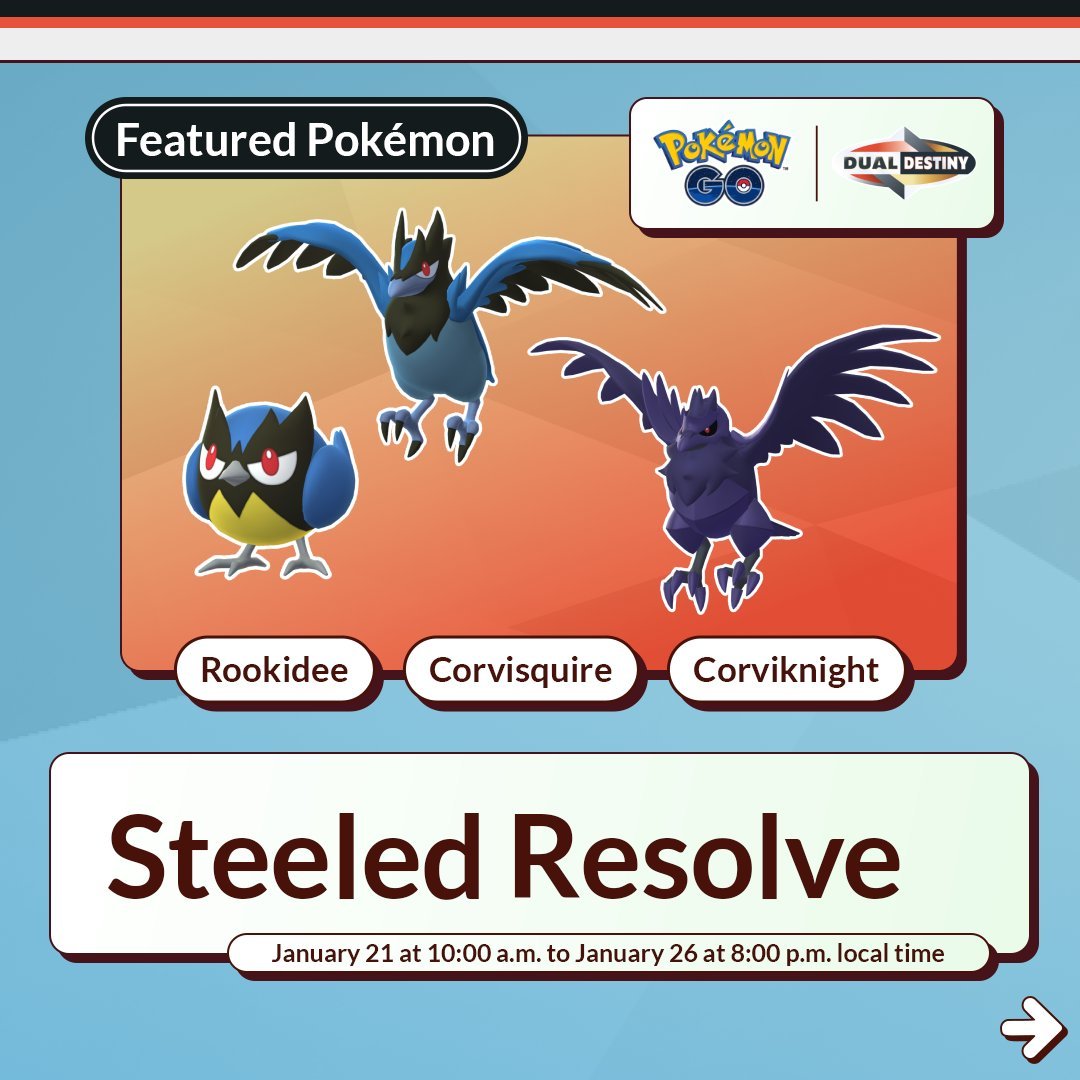 Featured Pokémon
POKÉMON
GO
DUAL DESTINY
Rookidee
Corvisquire
Corviknight
Steeled Resolve
January 21 at 10:00 a.m. to January 26 at 8:00 p.m. local time